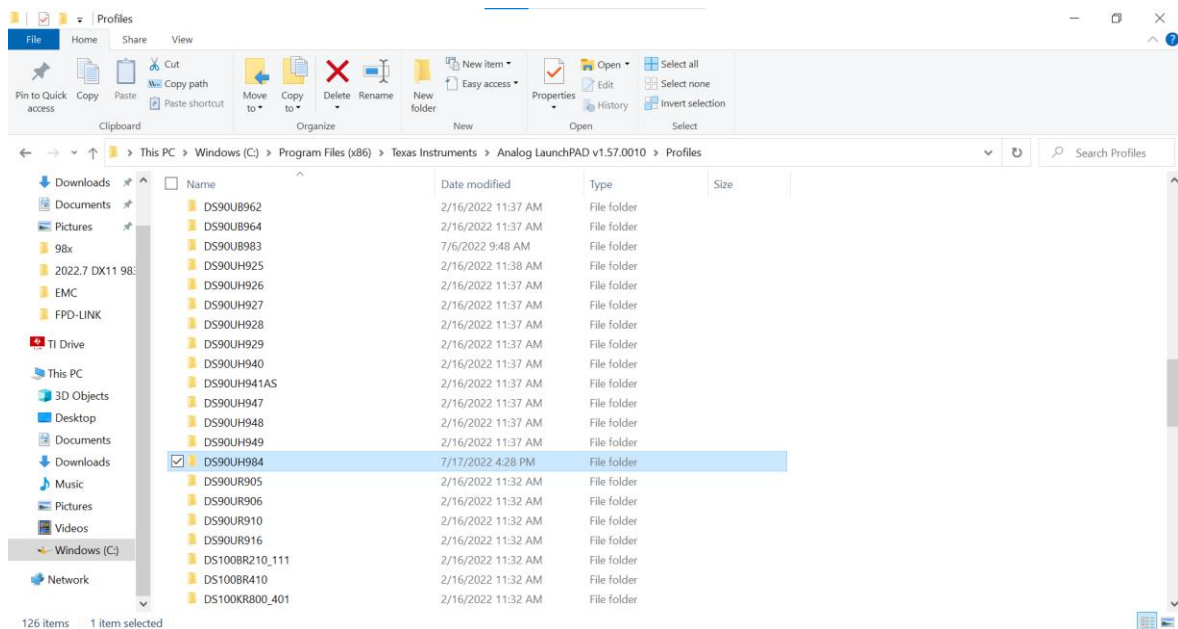 Profiles
File Home Share View
Pin to Quick access
Copy
Paste
Cut
Copy path
Paste shortcut
Clipboard
Move to
Copy to
Delete
Rename
Organize
New folder
New item
Easy access
New
Properties
Open
Edit
History
Open
Select all
Select none
Invert selection
Select
This PC > Windows (C:) > Program Files (x86) > Texas Instruments > Analog LaunchPAD v1.57.0010 > Profiles
Search Profiles
Downloads
Documents
Pictures
98x
2022.7 DX11 98
EMC
FPD-LINK
TI Drive
This PC
3D Objects
Desktop
Documents
Downloads
Music
Pictures
Videos
Windows (C:)
Network
Name Date modified Type Size
DS90UB962 2/16/2022 11:37 AM File folder
DS90UB964 2/16/2022 11:37 AM File folder
DS90UB983 7/6/2022 9:48 AM File folder
DS90UH925 2/16/2022 11:38 AM File folder
DS90UH926 2/16/2022 11:37 AM File folder
DS90UH927 2/16/2022 11:37 AM File folder
DS90UH928 2/16/2022 11:37 AM File folder
DS90UH929 2/16/2022 11:37 AM File folder
DS90UH940 2/16/2022 11:37 AM File folder
DS90UH941AS 2/16/2022 11:37 AM File folder
DS90UH947 2/16/2022 11:37 AM File folder
DS90UH948 2/16/2022 11:37 AM File folder
DS90UH949 2/16/2022 11:37 AM File folder
DS90UH984 7/17/2022 4:28 PM File folder
DS90UR905 2/16/2022 11:32 AM File folder
DS90UR906 2/16/2022 11:32 AM File folder
DS90UR910 2/16/2022 11:32 AM File folder
DS90UR916 2/16/2022 11:32 AM File folder
DS100BR210_111 2/16/2022 11:32 AM File folder
DS100BR410 2/16/2022 11:32 AM File folder
DS100KR800_401 2/16/2022 11:32 AM File folder
126 items 1 item selected